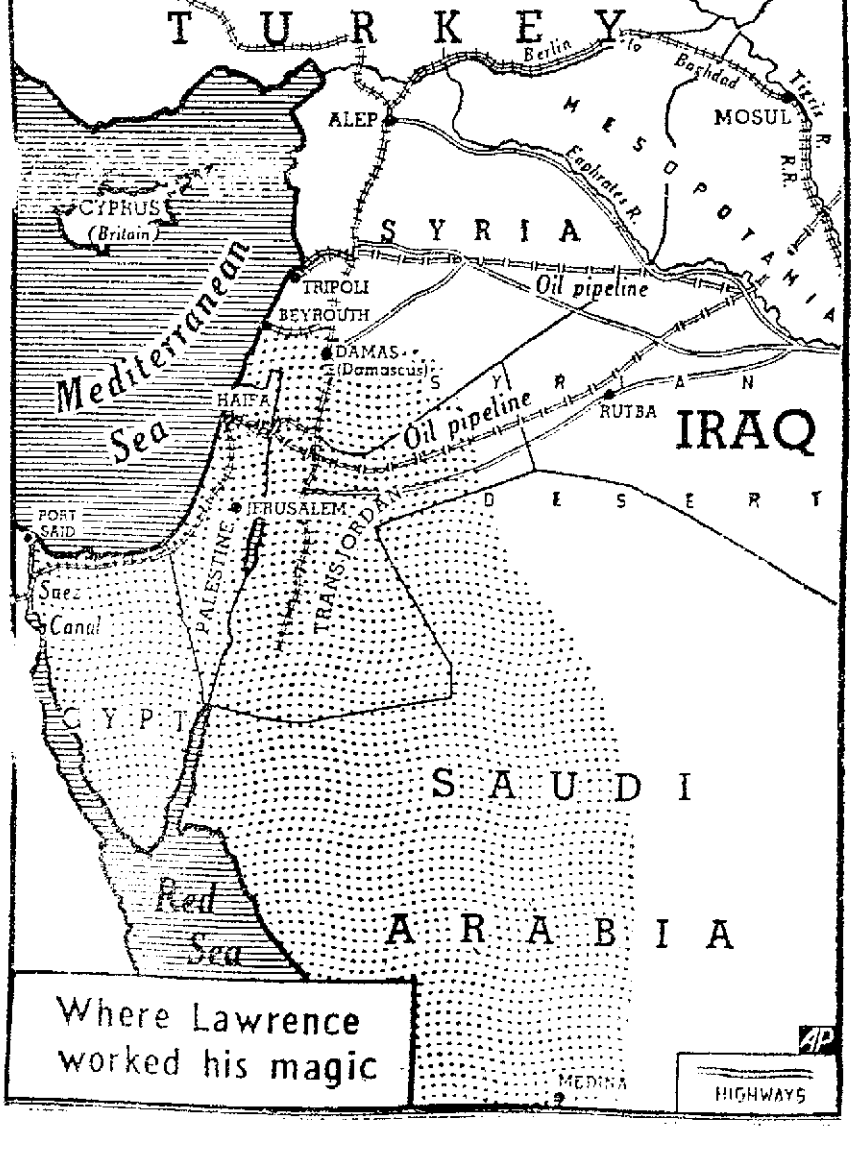 TURKEY
Berlin to Baghdad
Tigris R.
ALEP
MESOPOTAMIA
MOSUL
R.R.
Euphrates R.
CYPRUS
(Britain)
SYRIA
Mediterranean
Sea
TRIPOLI
Oil pipeline
BEYROUTH
DAMAS
(Damascus)
SYRIAN
HAIFA
Oil pipeline
RUTBA
IRAQ
DESERT
PORT
SAID
JERUSALEM
PALESTINE
TRANSJORDAN
Suez
Canal
GYPT
SAUDI
Red
Sea
ARABIA
Where Lawrence
worked his magic
AP
MEDINA
HIGHWAYS